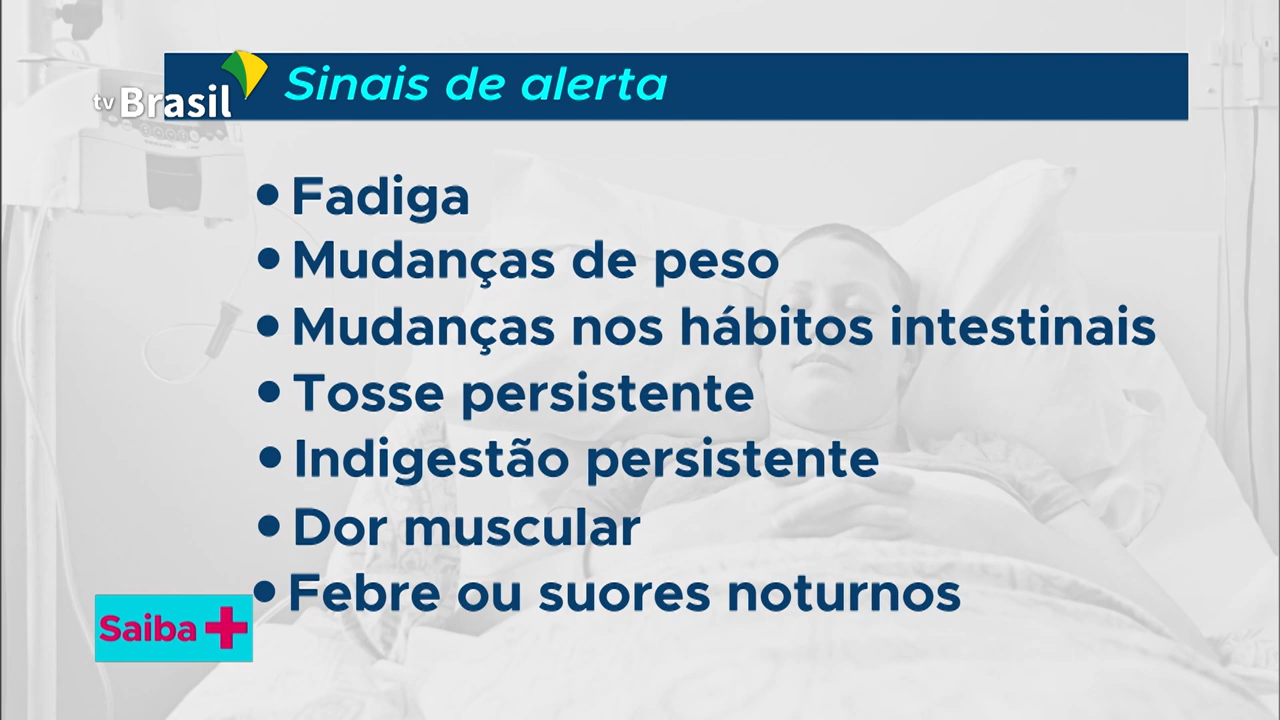 tv Brasil
Sinais de alerta
• Fadiga
• Mudanças de peso
• Mudanças nos hábitos intestinais
• Tosse persistente
• Indigestão persistente
• Dor muscular
• Febre ou suores noturnos
Saiba +